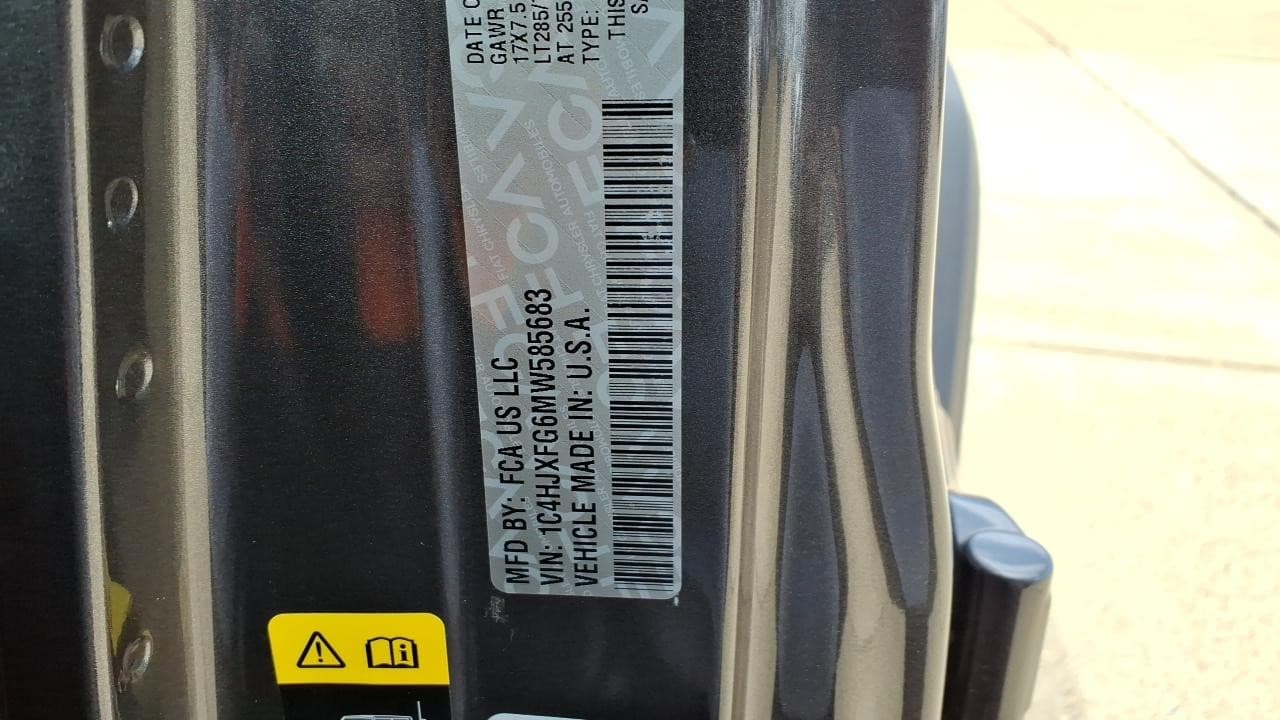 MFD BY: FCA US LLC
VIN: 1C4HJXFG6MW585683
VEHICLE MADE IN: U.S.A.
DATE O
GAWR
17X7.5
LT285/
AT 255
TYPE:
THIS